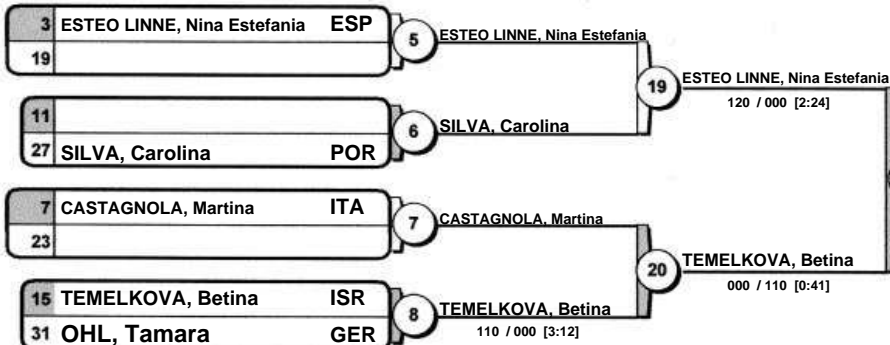 3 ESTEO LINNE, Nina Estefania ESP
19
5
ESTEO LINNE, Nina Estefania
11
27 SILVA, Carolina POR
6
SILVA, Carolina
19
ESTEO LINNE, Nina Estefania
120 / 000 [2:24]
7 CASTAGNOLA, Martina ITA
23
7
CASTAGNOLA, Martina
15 TEMELKOVA, Betina ISR
31 OHL, Tamara GER
8
TEMELKOVA, Betina
110 / 000 [3:12]
20
TEMELKOVA, Betina
000 / 110 [0:41]